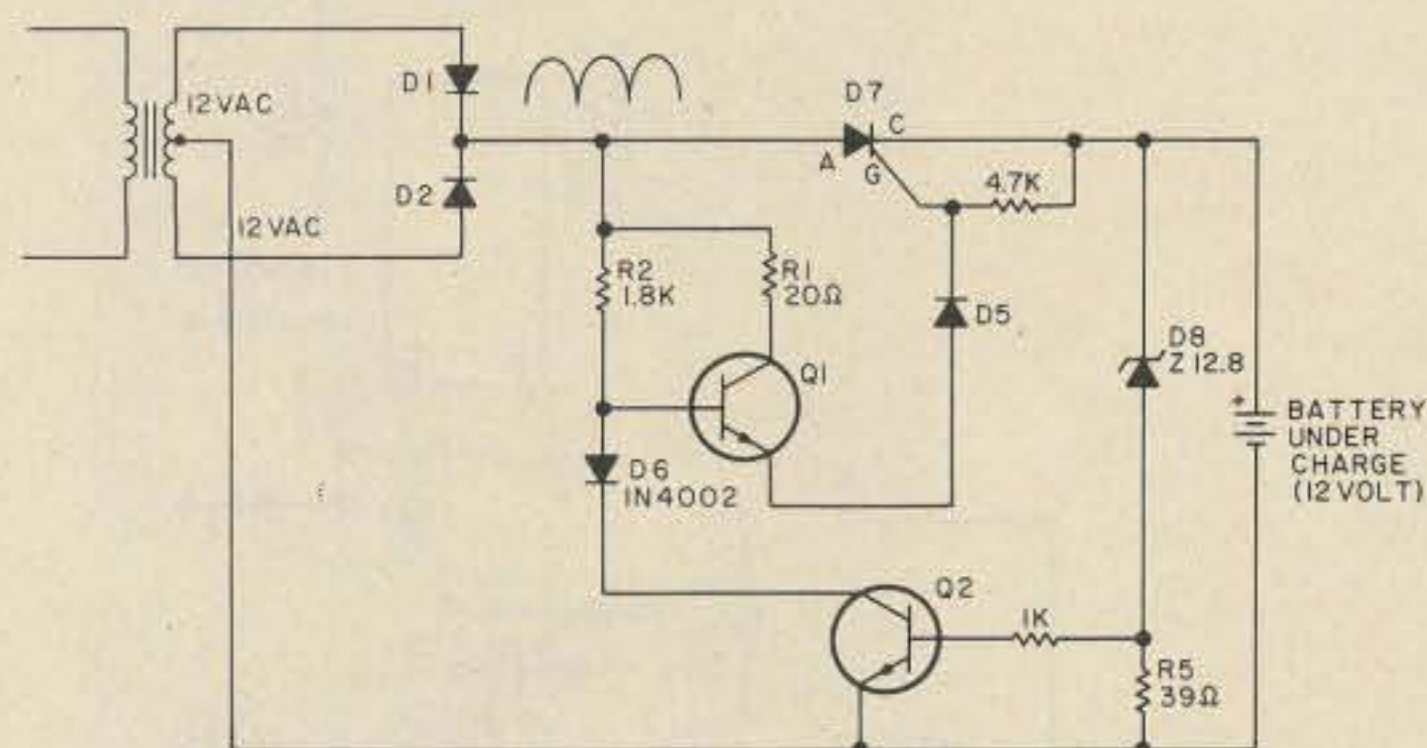 12VAC
12VAC
D1
D2
D7
A
C
G
4.7K
R2
1.8K
R1
20Ω
Q1
D5
D8
Z 12.8
+
BATTERY
UNDER
CHARGE
(12 VOLT)
D6
IN4002
Q2
1K
R5
39Ω